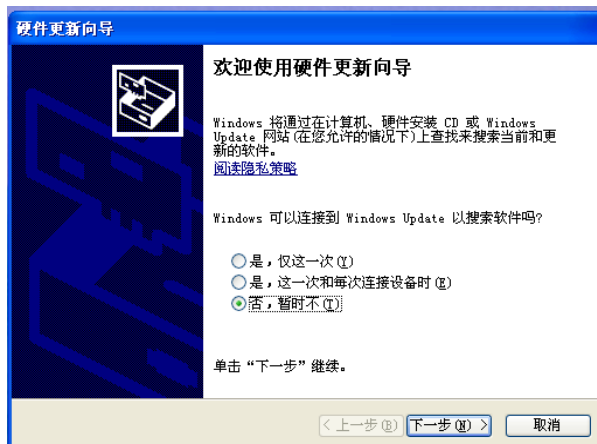 硬件更新向导
欢迎使用硬件更新向导
Windows 将通过在计算机、硬件安装 CD 或 Windows
Update 网站(在您允许的情况下)上查找来搜索当前和更
新的软件。
阅读隐私策略
Windows 可以连接到 Windows Update 以搜索软件吗?
是，仅这一次(Y)
是，这一次和每次连接设备时(E)
否，暂时不(T)
单击“下一步”继续。
< 上一步(B) 下一步(N) > 取消